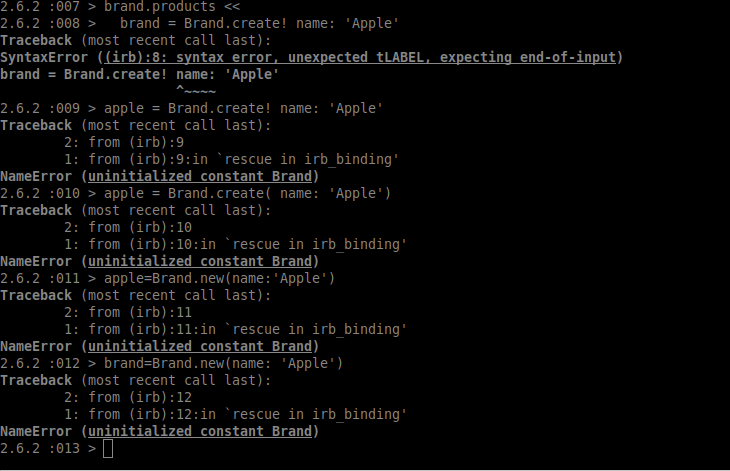 2.6.2 :007 > brand.products <<
2.6.2 :008 >   brand = Brand.create! name: 'Apple'
Traceback (most recent call last):
SyntaxError ((irb):8: syntax error, unexpected tLABEL, expecting end-of-input)
brand = Brand.create! name: 'Apple'
                      ^~~~~
2.6.2 :009 > apple = Brand.create! name: 'Apple'
Traceback (most recent call last):
        2: from (irb):9
        1: from (irb):9:in `rescue in irb_binding'
NameError (uninitialized constant Brand)
2.6.2 :010 > apple = Brand.create( name: 'Apple')
Traceback (most recent call last):
        2: from (irb):10
        1: from (irb):10:in `rescue in irb_binding'
NameError (uninitialized constant Brand)
2.6.2 :011 > apple=Brand.new(name:'Apple')
Traceback (most recent call last):
        2: from (irb):11
        1: from (irb):11:in `rescue in irb_binding'
NameError (uninitialized constant Brand)
2.6.2 :012 > brand=Brand.new(name: 'Apple')
Traceback (most recent call last):
        2: from (irb):12
        1: from (irb):12:in `rescue in irb_binding'
NameError (uninitialized constant Brand)
2.6.2 :013 >